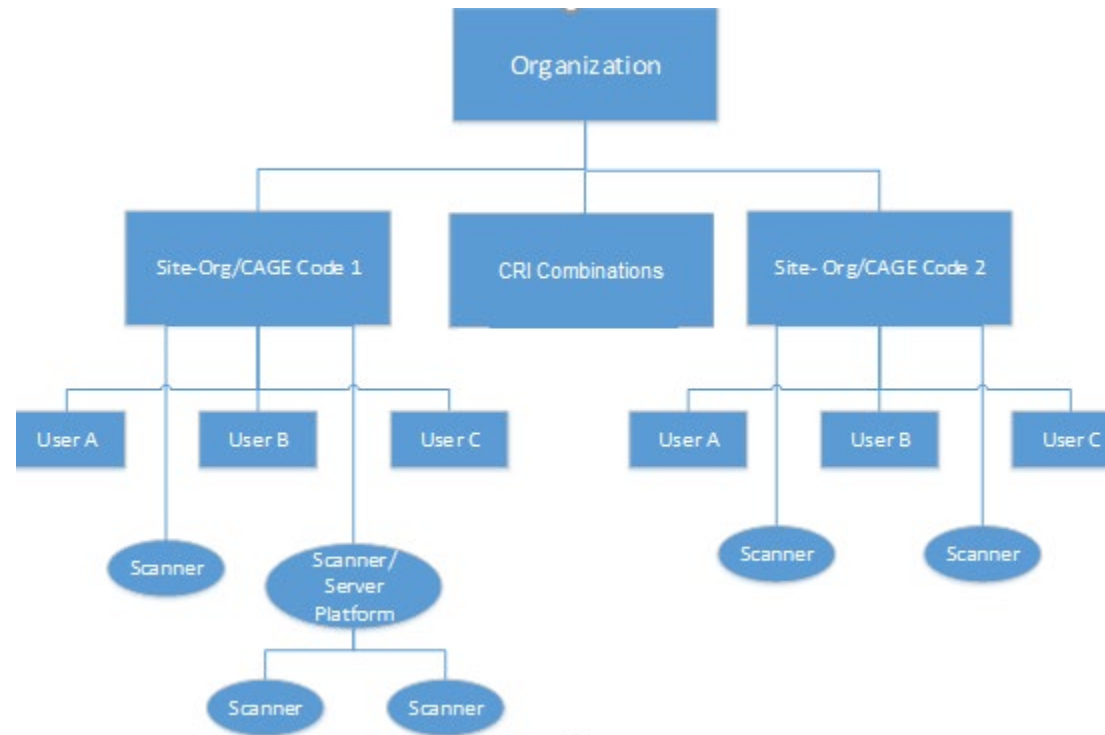 Organization
Site-Org/CAGE Code 1
CRI Combinations
Site- Org/CAGE Code 2
User A
User B
User C
User A
User B
User C
Scanner
Scanner/
Server
Platform
Scanner
Scanner
Scanner
Scanner